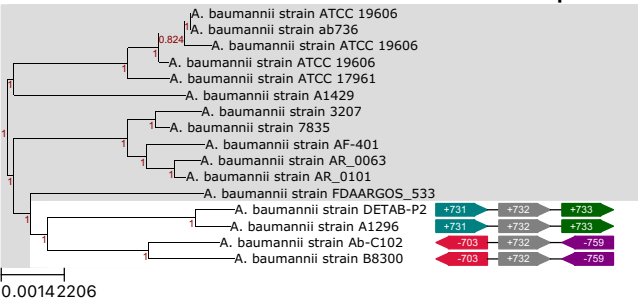 A. baumannii strain ATCC 19606
A. baumannii strain ab736
1
0.824
A. baumannii strain ATCC 19606
1
A. baumannii strain ATCC 19606
A. baumannii strain ATCC 17961
1
A. baumannii strain A1429
A. baumannii strain 3207
1
A. baumannii strain 7835
1
1
A. baumannii strain AF-401
1
A. baumannii strain AR_0063
1
A. baumannii strain AR_0101
A. baumannii strain FDAARGOS_533
1
A. baumannii strain DETAB-P2 +731 +732 +733
1
A. baumannii strain A1296 +731 +732 +733
1
A. baumannii strain Ab-C102 -703 +732 -759
1
A. baumannii strain B8300 -703 +732 -759
0.00142206